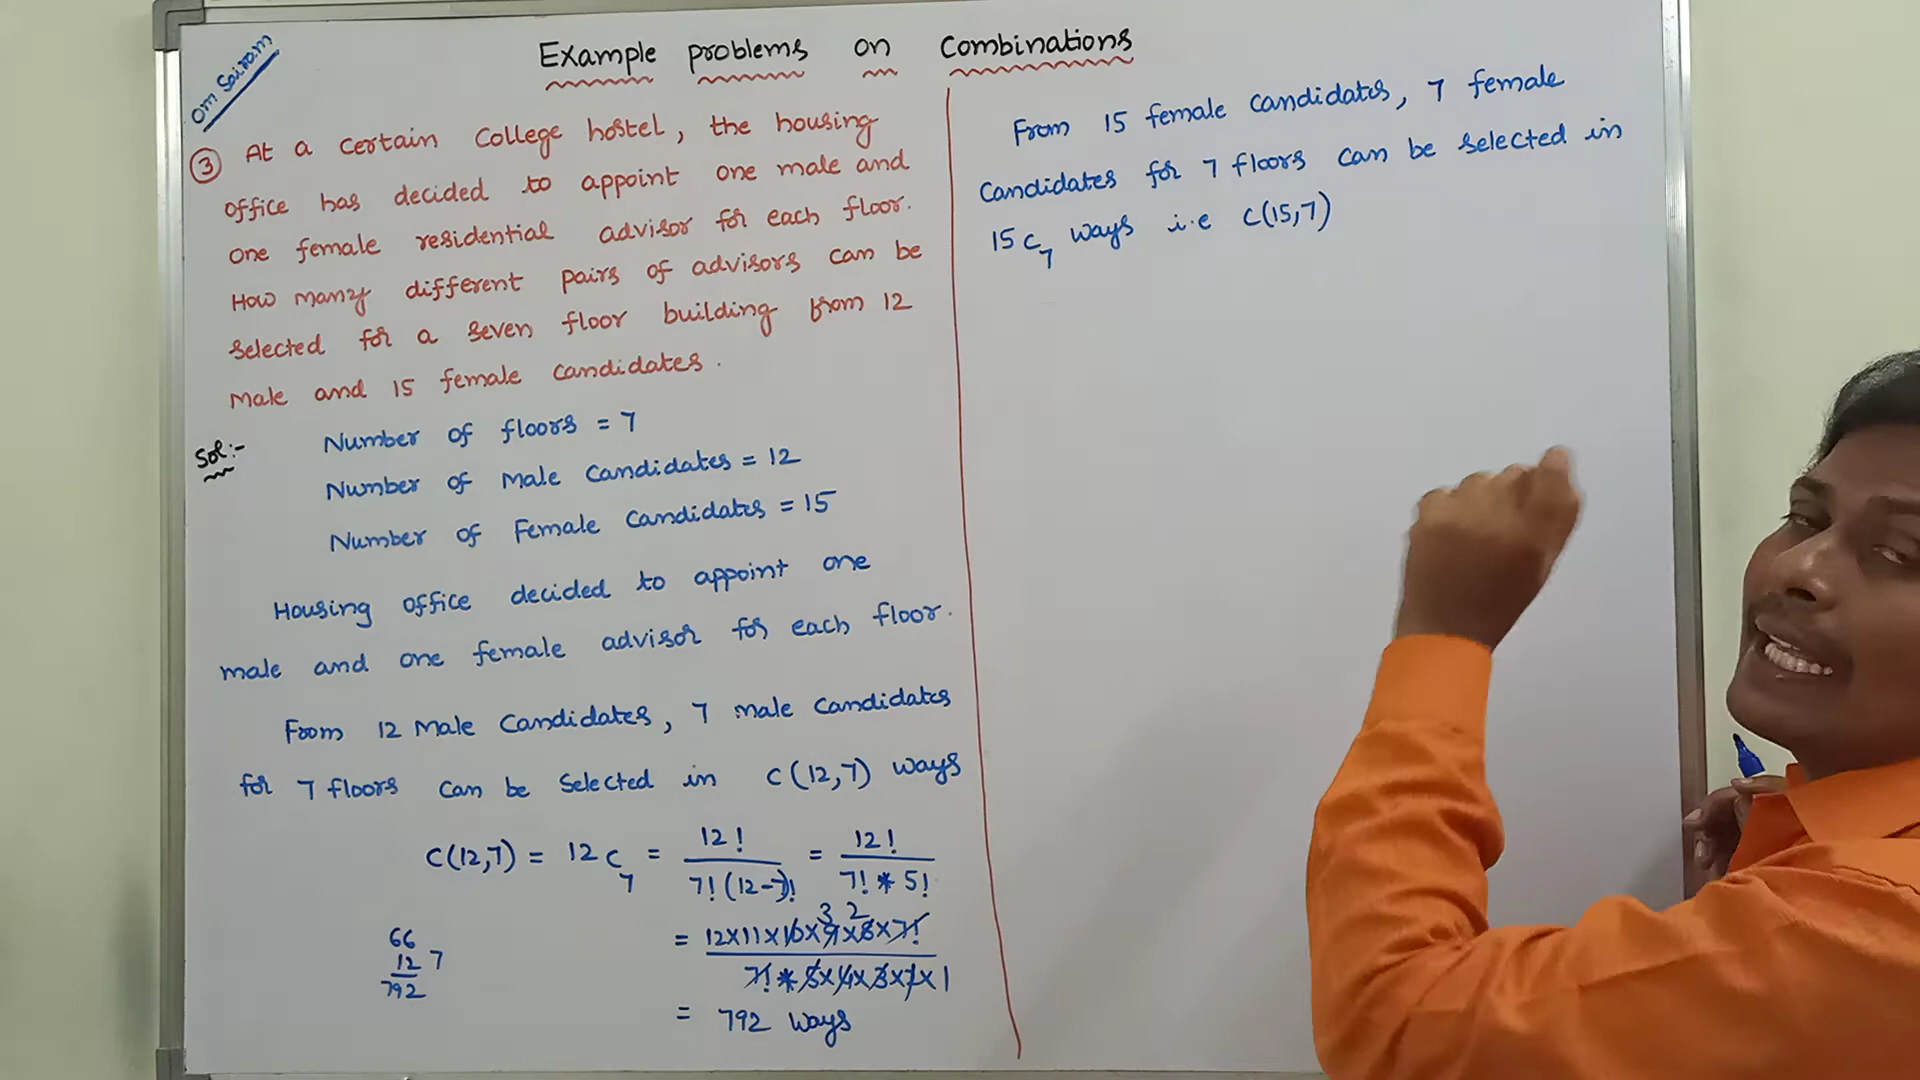 Om Sairam
Example problems on Combinations
③ At a certain College hostel, the housing
office has decided to appoint one male and
one female residential advisor for each floor.
How many different pairs of advisors can be
selected for a seven floor building from 12
male and 15 female candidates.
Sol:-
Number of floors = 7
Number of Male Candidates = 12
Number of Female Candidates = 15
Housing office decided to appoint one
male and one female advisor for each floor.
From 12 Male Candidates, 7 male candidates
for 7 floors can be selected in C(12,7) ways
C(12,7) = 12C₇ = 12! / 7!(12-7)! = 12! / 7! * 5!
3 2
= 12×11×10×9×8×7! / 7! * 5×4×3×2×1
= 792 ways
66
12 7
792
From 15 female candidates, 7 female
candidates for 7 floors can be selected in
15C₇ ways i.e C(15,7)